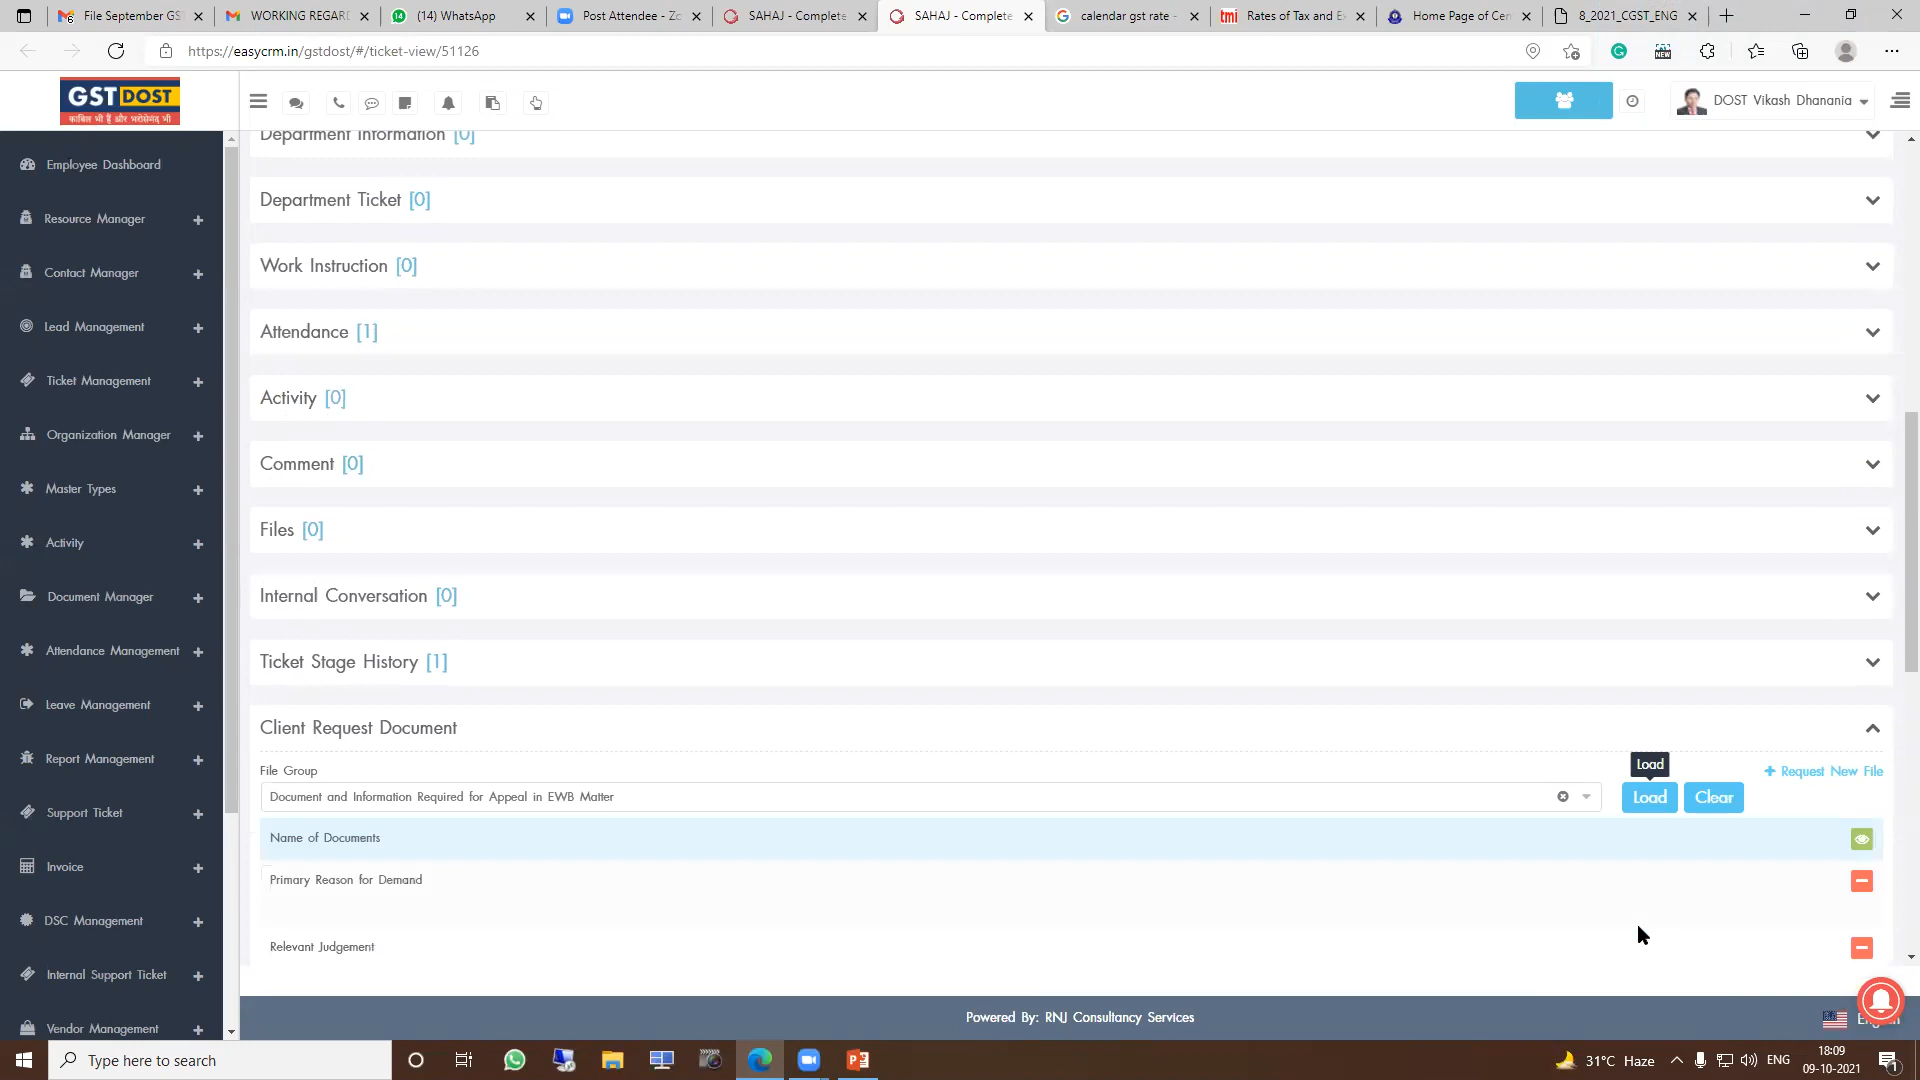 File September GS
WORKING REGARD
(14) WhatsApp
Post Attendee - Zo
SAHAJ - Complete
SAHAJ - Complete
calendar gst rate -
Rates of Tax and E
Home Page of Cen
8_2021_CGST_ENG
https://easycrm.in/gstdost/#/ticket-view/51126
NEW
GST DOST
काबिल भी हैं और भरोसेमंद भी
DOST Vikash Dhanania
Employee Dashboard
Resource Manager
Contact Manager
Lead Management
Ticket Management
Organization Manager
Master Types
Activity
Document Manager
Attendance Management
Leave Management
Report Management
Support Ticket
Invoice
DSC Management
Internal Support Ticket
Vendor Management
Department Information [0]
Department Ticket [0]
Work Instruction [0]
Attendance [1]
Activity [0]
Comment [0]
Files [0]
Internal Conversation [0]
Ticket Stage History [1]
Client Request Document
File Group
Load
Request New File
Document and Information Required for Appeal in EWB Matter
Load
Clear
Name of Documents
Primary Reason for Demand
Relevant Judgement
Powered By: RNJ Consultancy Services
Type here to search
31°C Haze
ENG
18:09
09-10-2021
1